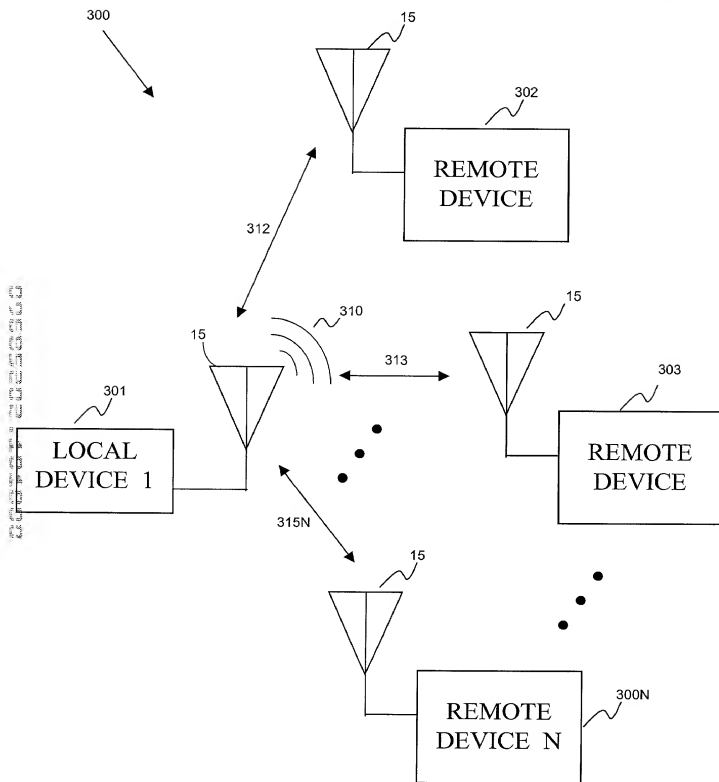 300
15
302
REMOTE
DEVICE
312
310
15
15
313
303
301
LOCAL
DEVICE 1
REMOTE
DEVICE
315N
15
REMOTE
DEVICE N
300N